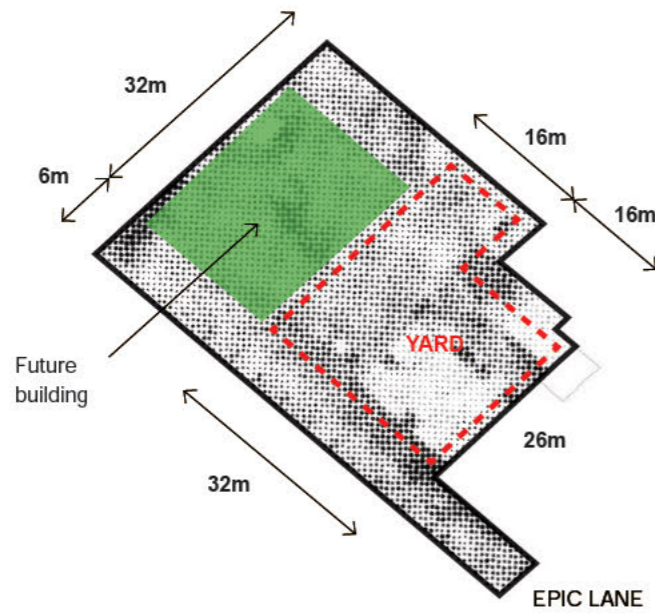 32m
16m
6m
16m
YARD
Future
building
26m
32m
EPIC LANE